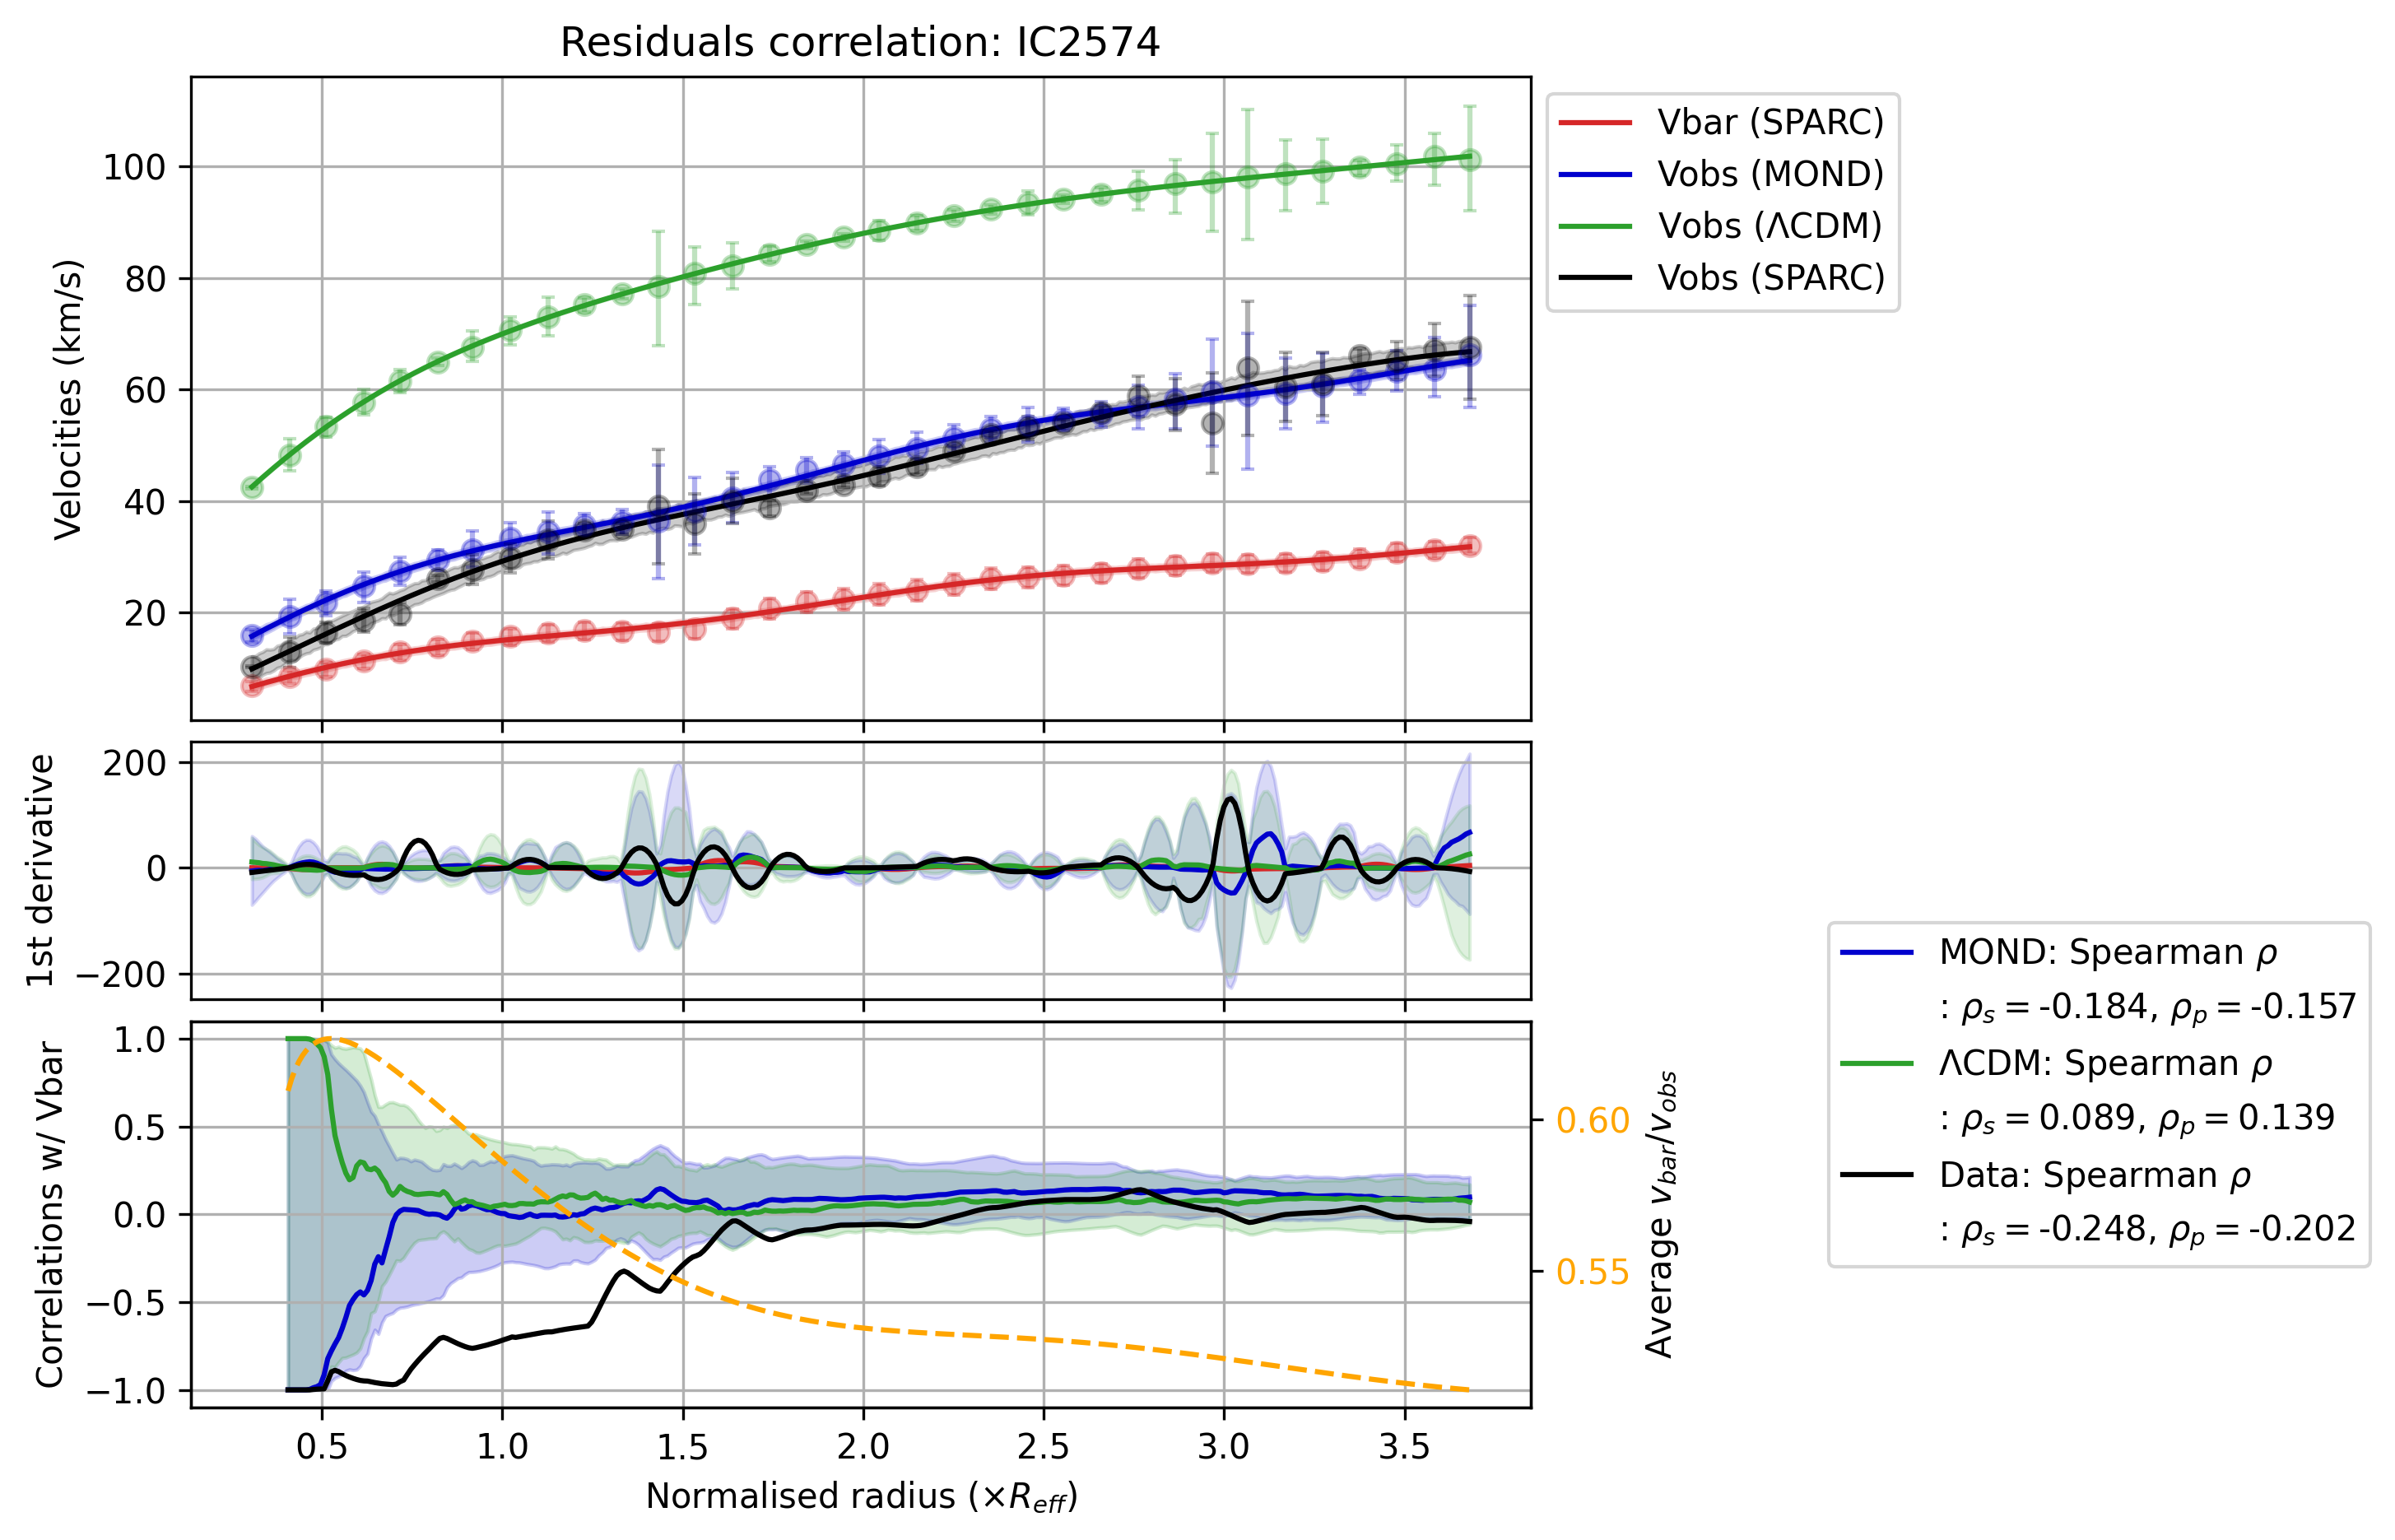 Residuals correlation: IC2574
Velocities (km/s)
100
80
60
40
20
Vbar (SPARC)
Vobs (MOND)
Vobs (ΛCDM)
Vobs (SPARC)
1st derivative
200
0
−200
Correlations w/ Vbar
1.0
0.5
0.0
−0.5
−1.0
0.60
0.55
Average v_bar/v_obs
MOND: Spearman ρ
: ρ_s = -0.184, ρ_p = -0.157
ΛCDM: Spearman ρ
: ρ_s = 0.089, ρ_p = 0.139
Data: Spearman ρ
: ρ_s = -0.248, ρ_p = -0.202
0.5 1.0 1.5 2.0 2.5 3.0 3.5
Normalised radius (×R_eff)